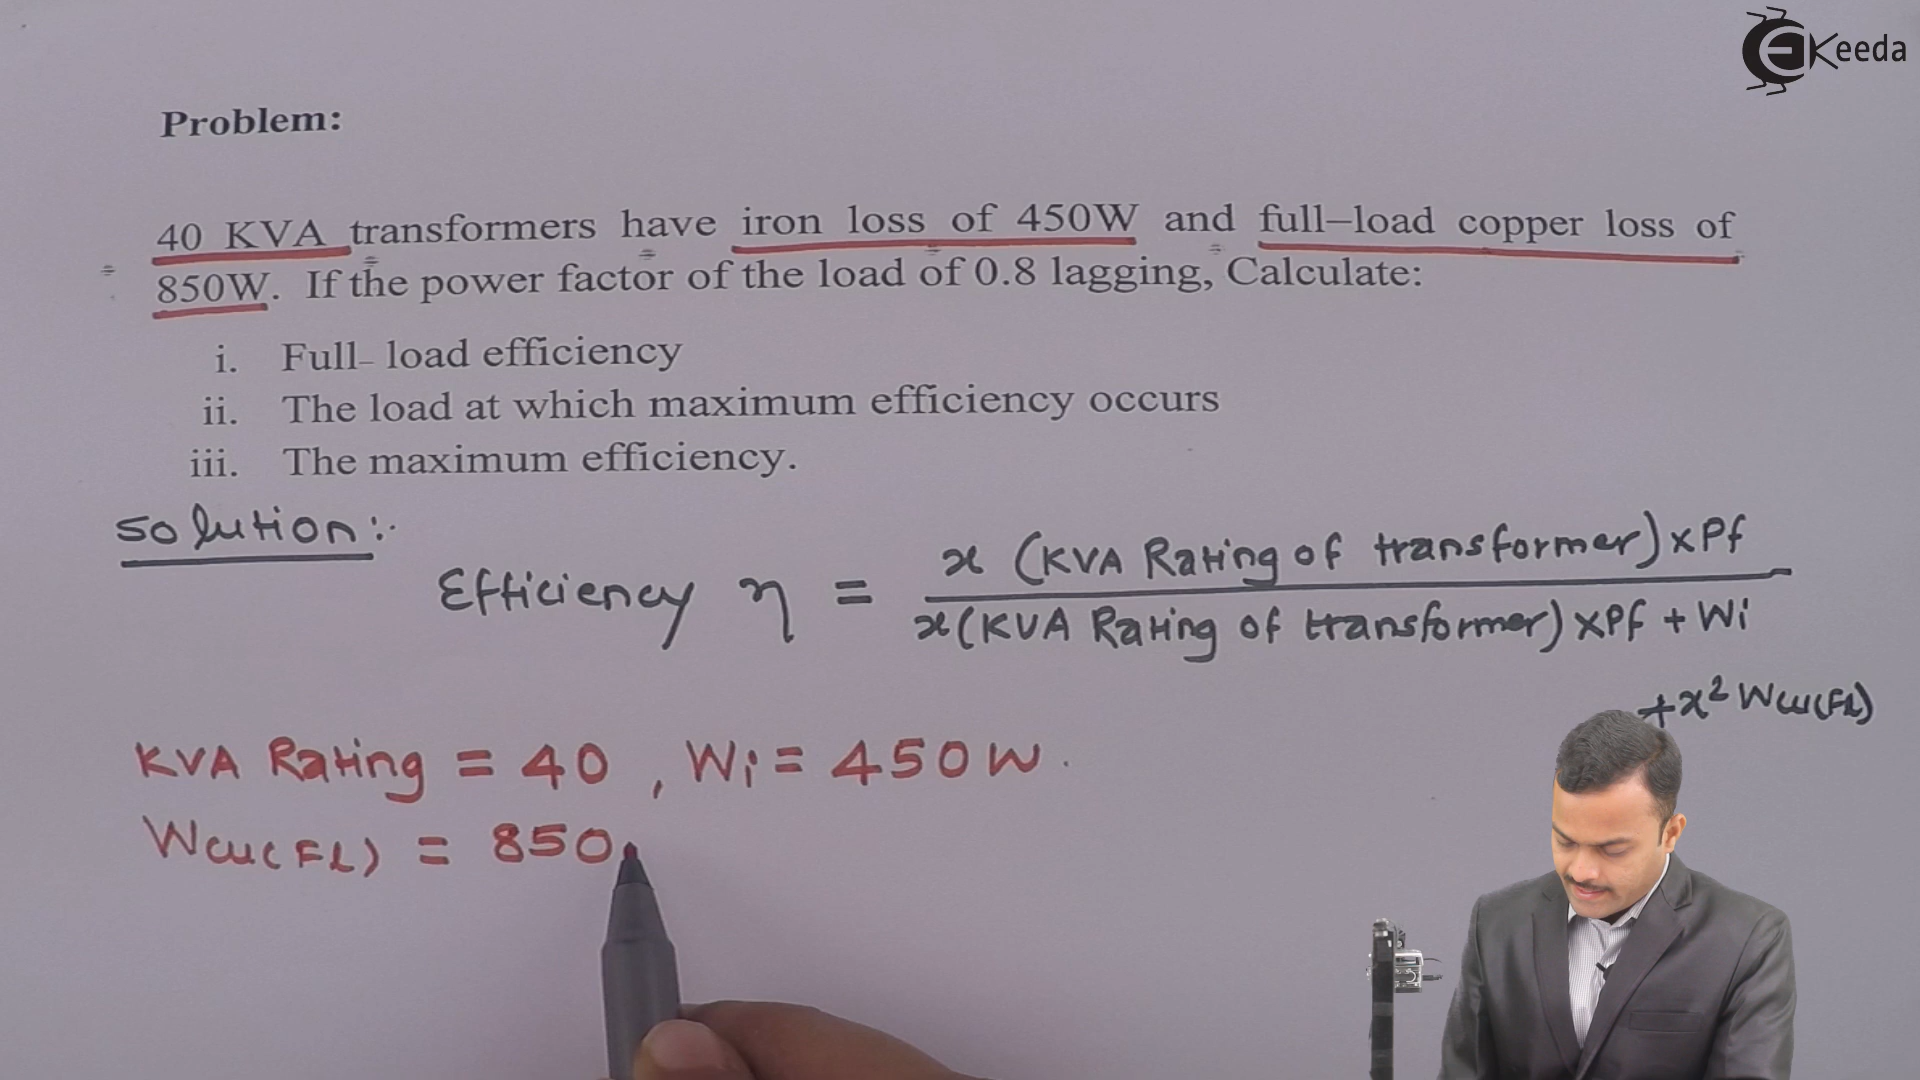 Keeda
Problem:
40 KVA transformers have iron loss of 450W and full-load copper loss of
850W. If the power factor of the load of 0.8 lagging, Calculate:
i. Full- load efficiency
ii. The load at which maximum efficiency occurs
iii. The maximum efficiency.
Solution:-
Efficiency η = x (KVA Rating of transformer) x Pf
x (KVA Rating of transformer) x Pf + Wi
+ x² Wcu(Fl)
KVA Rating = 40 , Wi = 450 W.
Wcu(Fl) = 850